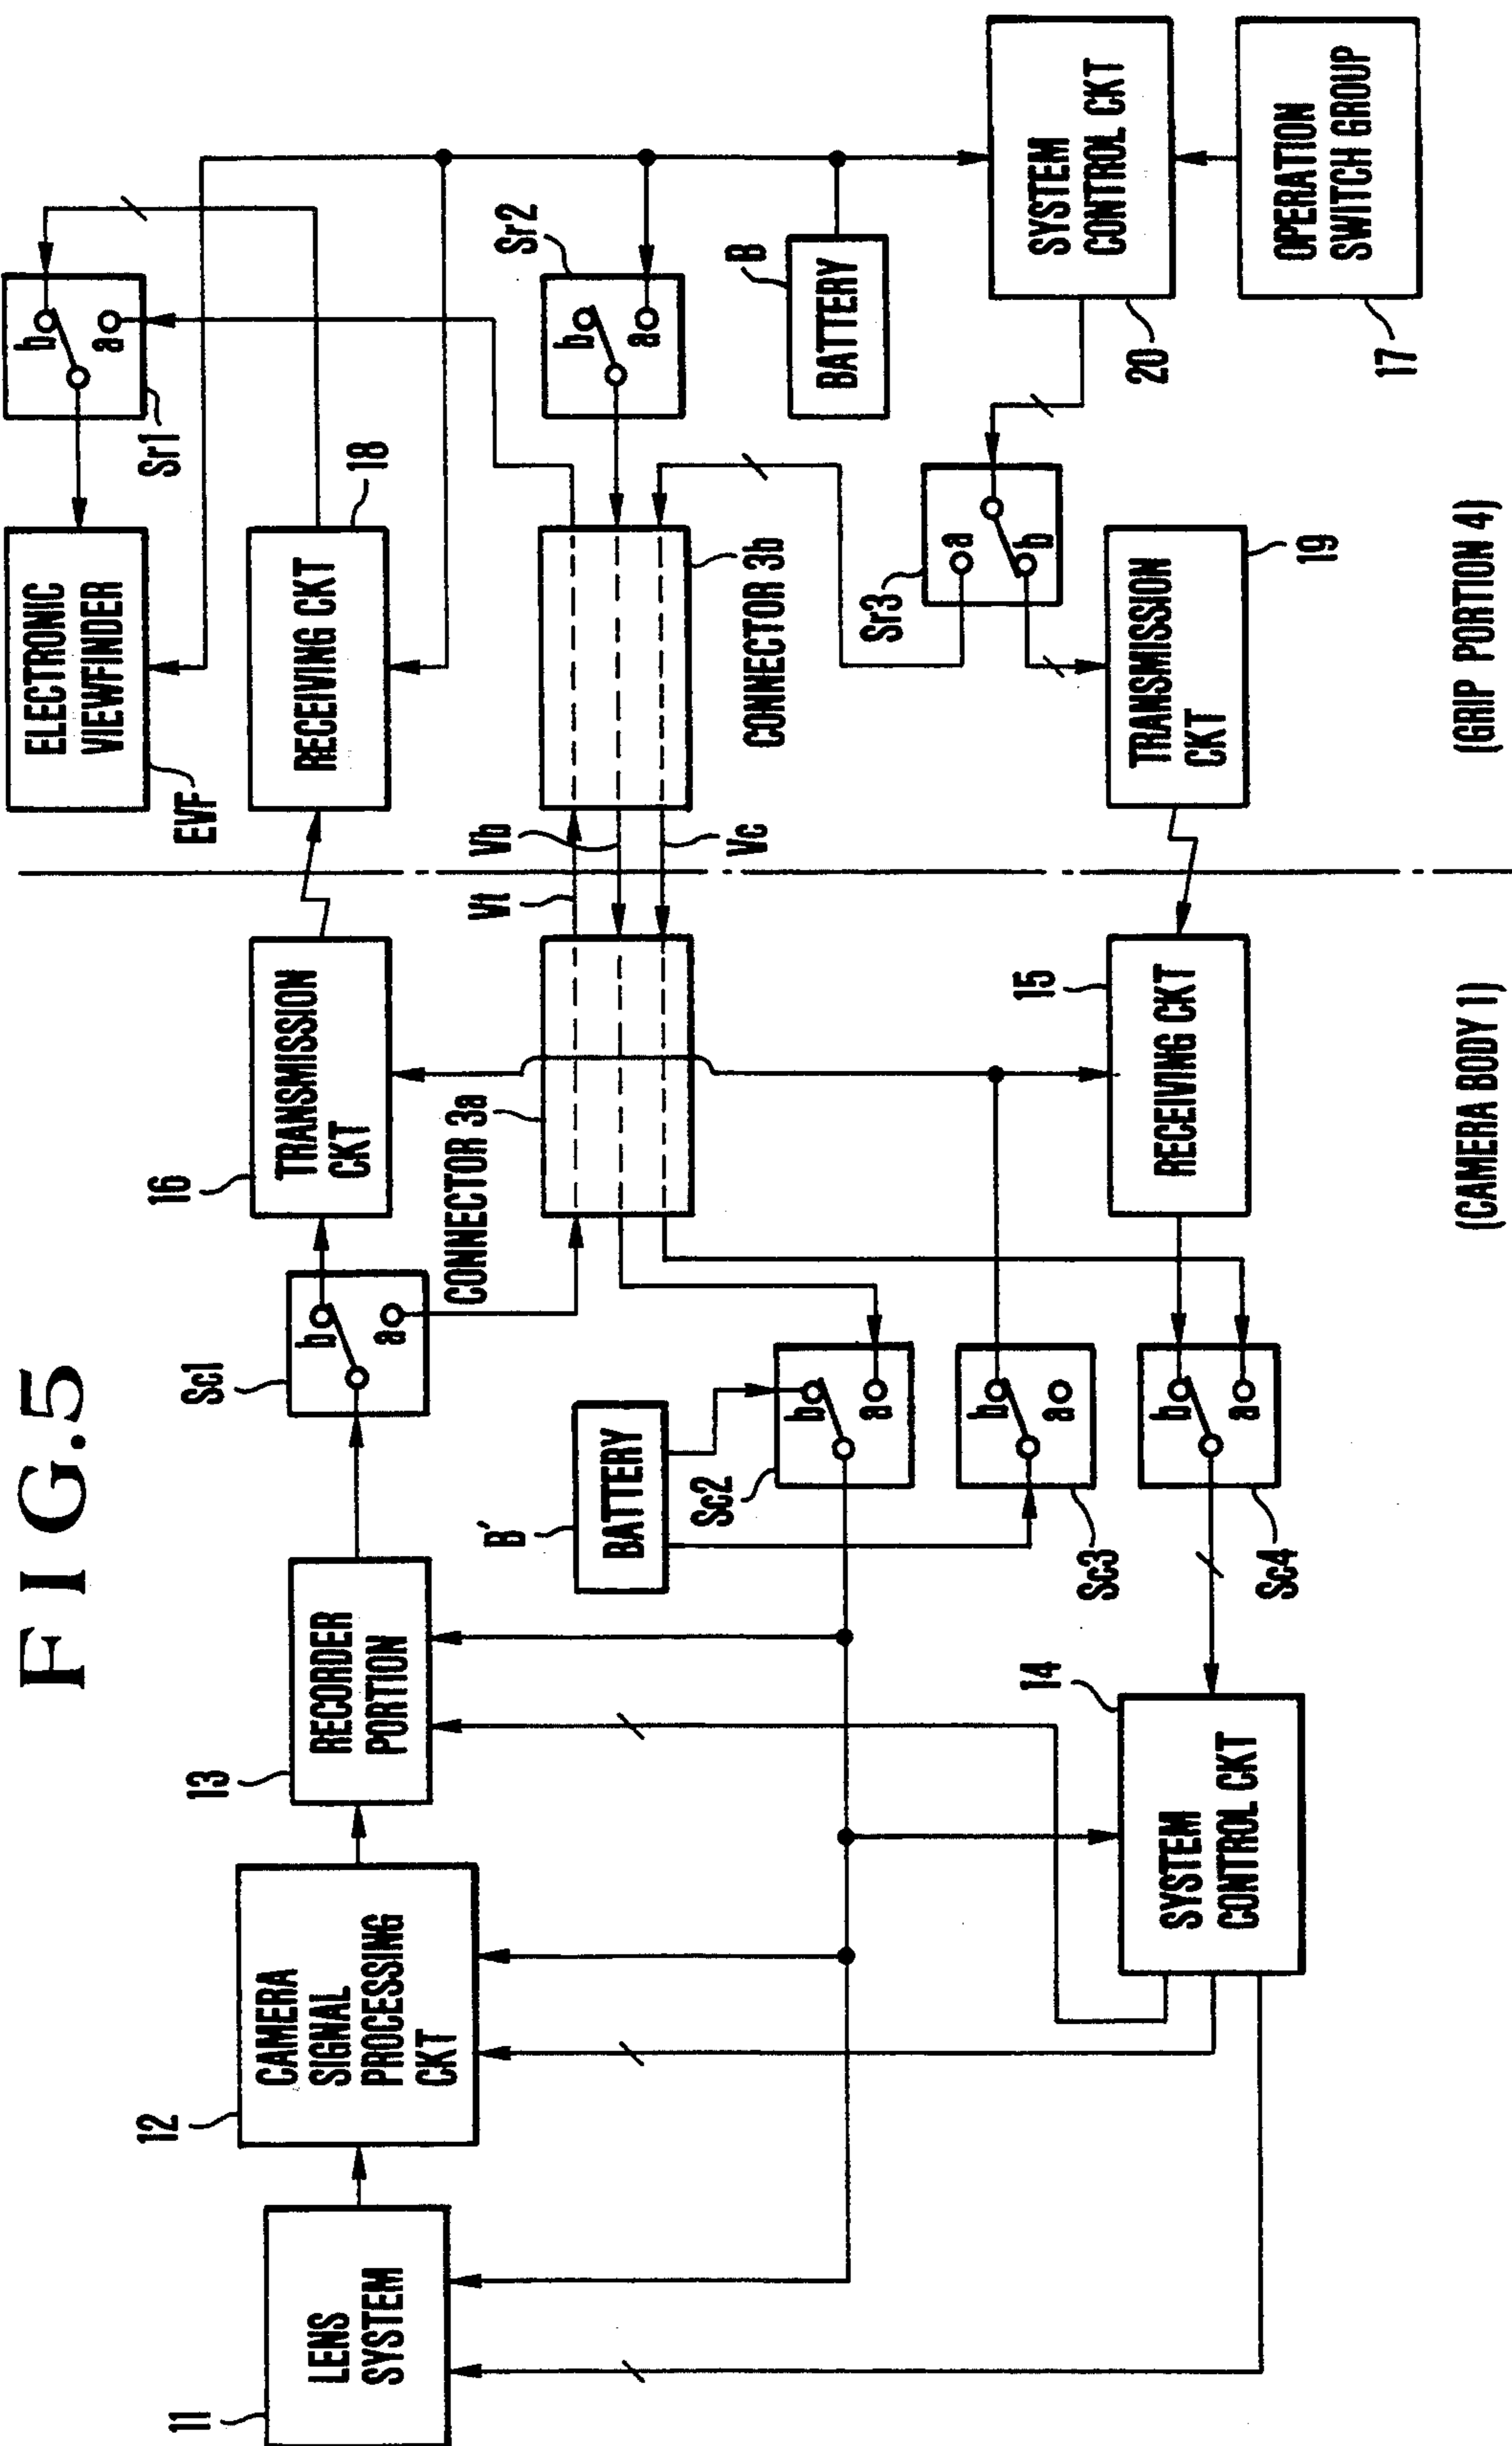 FIG.5
11
LENS
SYSTEM
12
CAMERA
SIGNAL
PROCESSING
CKT
13
RECORDER
PORTION
Sc1
b
a
16
TRANSMISSION
CKT
CONNECTOR 3a
B'
BATTERY
Sc2
b
a
Sc3
b
a
Sc4
b
a
14
SYSTEM
CONTROL CKT
15
RECEIVING CKT
(CAMERA BODY 1)
Vt
Vb
Vc
EVF
ELECTRONIC
VIEWFINDER
Sr1
b
a
RECEIVING CKT
18
CONNECTOR 3b
Sr2
b
a
B
BATTERY
Sr3
a
b
TRANSMISSION
CKT
19
SYSTEM
CONTROL CKT
20
OPERATION
SWITCH GROUP
17
(GRIP PORTION 4)